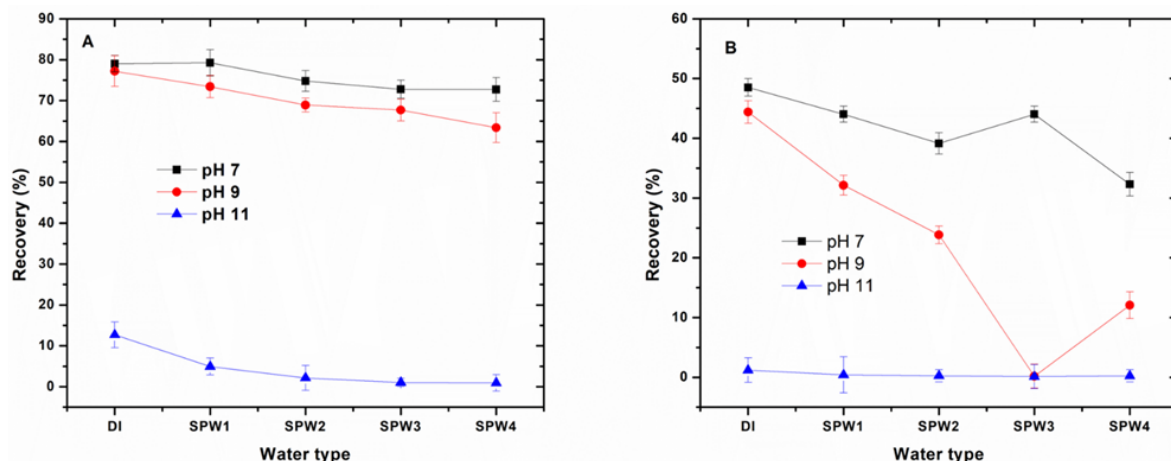 A
90
80
70
60
50
40
30
20
10
0
Recovery (%)
pH 7
pH 9
pH 11
DI
SPW1
SPW2
SPW3
SPW4
Water type
B
60
50
40
30
20
10
0
Recovery (%)
pH 7
pH 9
pH 11
DI
SPW1
SPW2
SPW3
SPW4
Water type